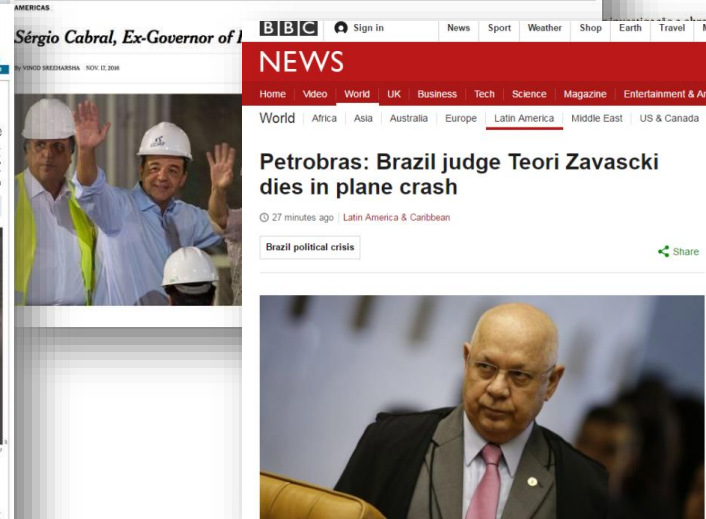 AMERICAS
Sérgio Cabral, Ex-Governor of
By VINOD SREEHARSHA NOV. 17, 2016
BBC Sign in News Sport Weather Shop Earth Travel
NEWS
Home Video World UK Business Tech Science Magazine Entertainment &
World Africa Asia Australia Europe Latin America Middle East US & Canada
Petrobras: Brazil judge Teori Zavascki
dies in plane crash
27 minutes ago Latin America & Caribbean
Brazil political crisis
Share